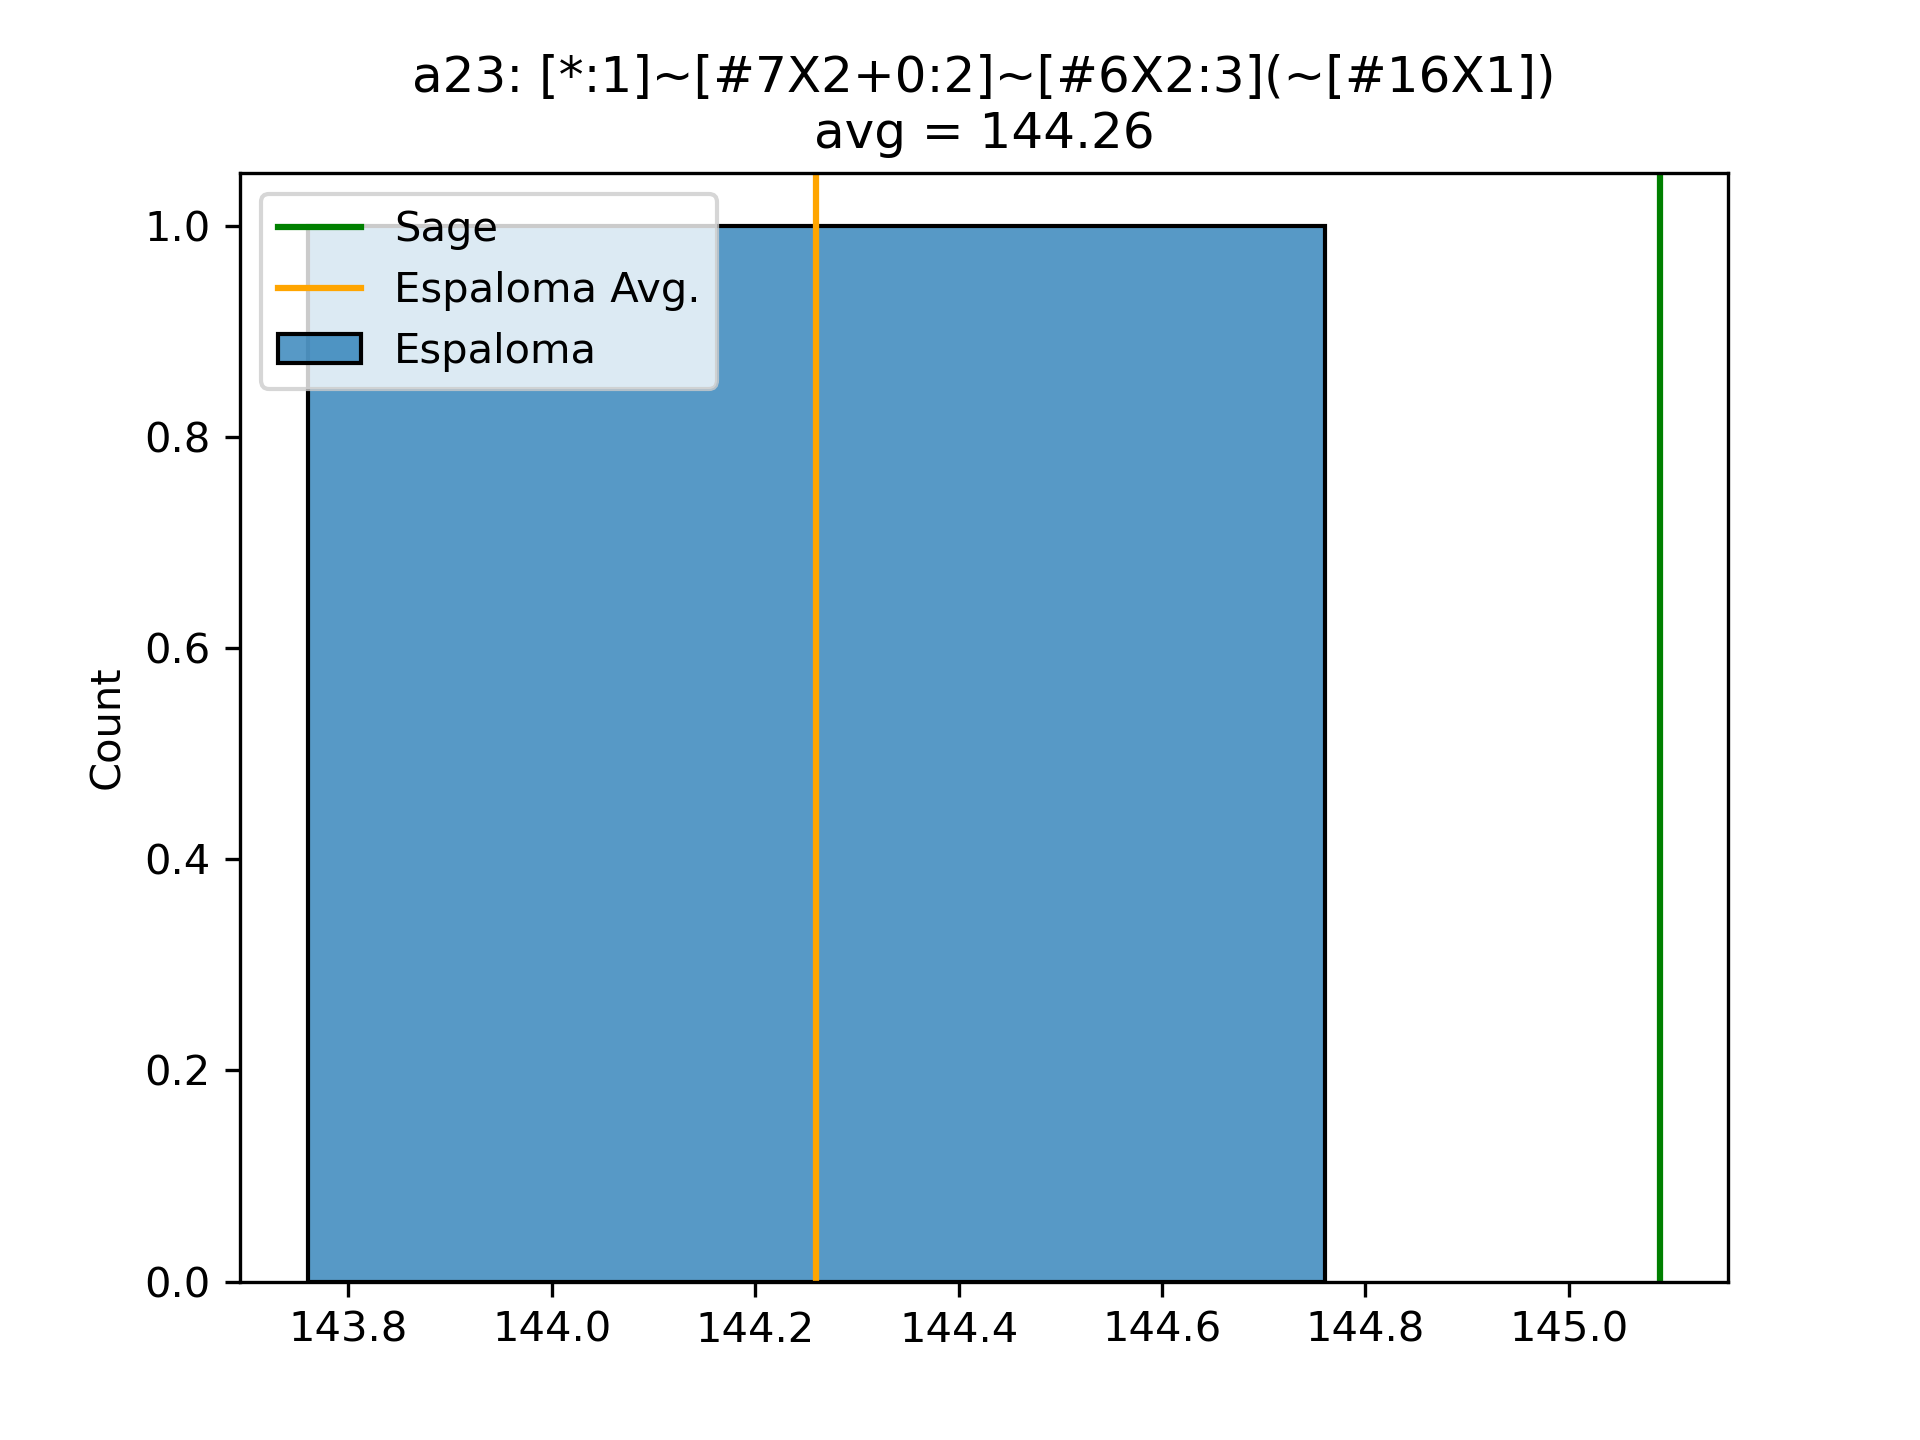 a23: [*:1]~[#7X2+0:2]~[#6X2:3](~[#16X1])
avg = 144.26
Sage
Espaloma Avg.
Espaloma
Count
1.0
0.8
0.6
0.4
0.2
0.0
143.8 144.0 144.2 144.4 144.6 144.8 145.0